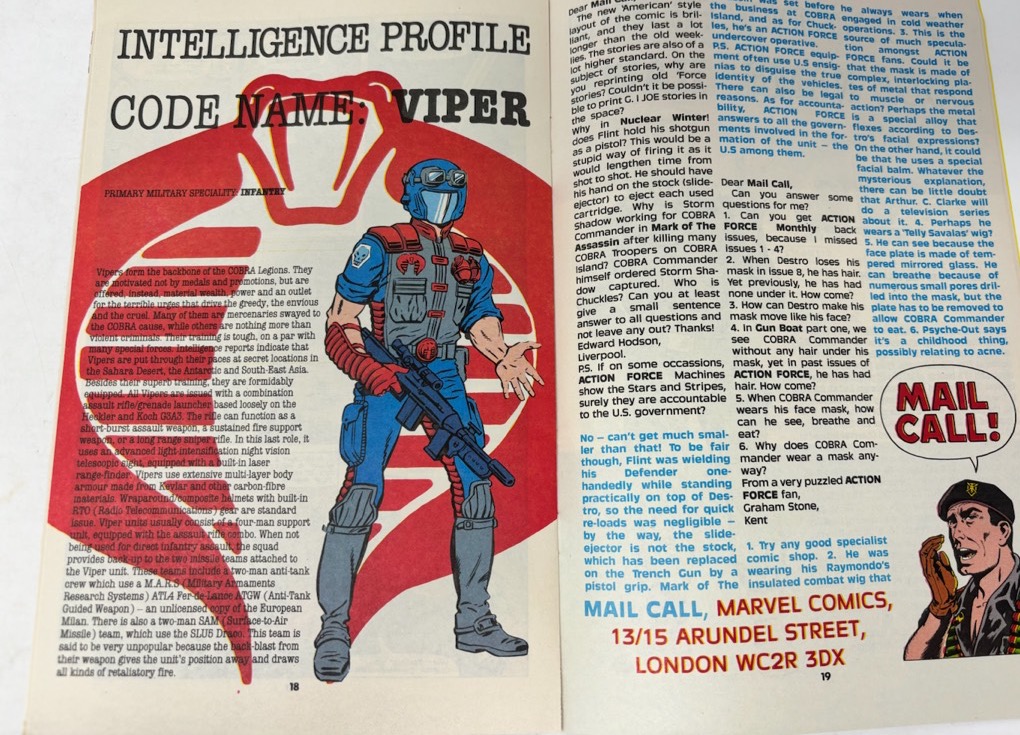 INTELLIGENCE PROFILE
CODE NAME: VIPER
PRIMARY MILITARY SPECIALITY: INFANTRY
Vipers form the backbone of the COBRA Legions. They
are motivated not by medals and promotions, but are
offered, instead, material wealth, power and an outlet
for the terrible urges that drive the greedy, the envious
and the cruel. Many of them are mercenaries swayed to
the COBRA cause, while others are nothing more than
violent criminals. Their training is tough, on a par with
many special forces. Intelligence reports indicate that
Vipers are put through their paces at secret locations in
the Sahara Desert, the Antarctic and South-East Asia.
Besides their superb training, they are formidably
equipped. All Vipers are issued with a combination
assault rifle/grenade launcher based loosely on the
Heckler and Koch G3A3. The rifle can function as a
short-burst assault weapon, a sustained fire support
weapon, or a long range sniper rifle. In this last role, it
uses an advanced light-intensification night vision
telescopic sight, equipped with a built-in laser
range-finder. Vipers use extensive multi-layer body
armour made from Kevlar and other carbon-fibre
materials. Wraparound/composite helmets with built-in
RTO (Radio Telecommunications) gear are standard
issue. Viper units usually consist of a four-man support
unit, equipped with the assault rifle combo. When not
being used for direct infantry assault, the squad
provides back-up to the two missile teams attached to
the Viper unit. These teams include a two-man anti-tank
crew which use a M.A.R.S (Military Armaments
Research Systems) ATL4 Fer-de-Lance ATGW (Anti-Tank
Guided Weapon) – an unlicensed copy of the European
Milan. There is also a two-man SAM (Surface-to-Air
Missile) team, which use the SLU8 Draco. This team is
said to be very unpopular because the back-blast from
their weapon gives the unit's position away and draws
all kinds of retaliatory fire.
18
Dear Mail Call,
The new 'American' style
layout of the comic is bril-
liant, and they last a lot
longer than the old week-
lies. The stories are also of a
lot higher standard. On the
subject of stories, why are
you reprinting old 'Force
stories? Couldn't it be possi-
ble to print G. I JOE stories in
the space?
Why in Nuclear Winter!
does Flint hold his shotgun
as a pistol? This would be a
stupid way of firing it as it
would lengthen time from
shot to shot. He should have
his hand on the stock (slide-
ejector) to eject each used
cartridge. Why is Storm
Shadow working for COBRA
Commander in Mark of The
Assassin after killing many
COBRA Troopers on COBRA
Island? COBRA Commander
himself ordered Storm Sha-
dow captured. Who is
Chuckles? Can you at least
give a small sentence
answer to all questions and
not leave any out? Thanks!
Edward Hodson,
Liverpool.
P.S. If on some occassions,
ACTION FORCE Machines
show the Stars and Stripes,
surely they are accountable
to the U.S. government?
No – can't get much smal-
ler than that! To be fair
though, Flint was wielding
his Defender one-
handedly while standing
practically on top of Des-
tro, so the need for quick
re-loads was negligible –
by the way, the slide-
ejector is not the stock,
which has been replaced
on the Trench Gun by a
pistol grip. Mark of The
was set before
the business at COBRA
Island, and as for Chuck-
les, he's an ACTION FORCE
undercover operative.
P.S. ACTION FORCE equip-
ment often use U.S ensig-
nias to disguise the true
identity of the vehicles.
There can also be legal
reasons. As for accounta-
bility, ACTION FORCE
answers to all the govern-
ments involved in the for-
mation of the unit – the
U.S among them.
Dear Mail Call,
Can you answer some
questions for me?
1. Can you get ACTION
FORCE Monthly back
issues, because I missed
issues 1 - 4?
2. When Destro loses his
mask in issue 8, he has hair.
Yet previously, he has had
none under it. How come?
3. How can Destro make his
mask move like his face?
4. In Gun Boat part one, we
see COBRA Commander
without any hair under his
mask, yet in past issues of
ACTION FORCE, he has had
hair. How come?
5. When COBRA Commander
wears his face mask, how
can he see, breathe and
eat?
6. Why does COBRA Com-
mander wear a mask any-
way?
From a very puzzled ACTION
FORCE fan,
Graham Stone,
Kent
1. Try any good specialist
comic shop. 2. He was
wearing his Raymondo's
insulated combat wig that
he always wears when
engaged in cold weather
operations. 3. This is the
source of much specula-
tion amongst ACTION
FORCE fans. Could it be
that the mask is made of
complex, interlocking pla-
tes of metal that respond
to muscle or nervous
action? Perhaps the metal
is a special alloy that
flexes according to Des-
tro's facial expressions?
On the other hand, it could
be that he uses a special
facial balm. Whatever the
mysterious explanation,
there can be little doubt
that Arthur. C. Clarke will
do a television series
about it. 4. Perhaps he
wears a 'Telly Savalas' wig?
5. He can see because the
face plate is made of tem-
pered mirrored glass. He
can breathe because of
numerous small pores dril-
led into the mask, but the
plate has to be removed to
allow COBRA Commander
to eat. 6. Psyche-Out says
it's a childhood thing,
possibly relating to acne.
MAIL
CALL!
MAIL CALL, MARVEL COMICS,
13/15 ARUNDEL STREET,
LONDON WC2R 3DX
19